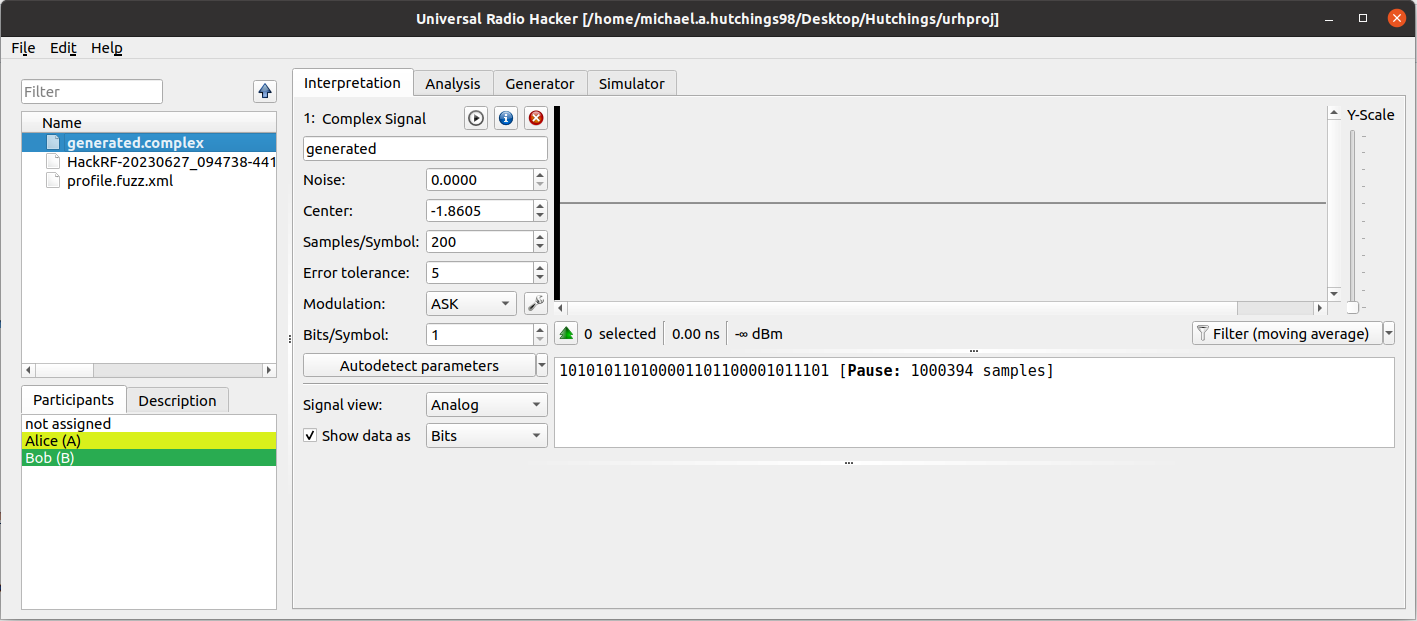 Universal Radio Hacker [/home/michael.a.hutchings98/Desktop/Hutchings/urhproj]
File Edit Help
Filter
Name
generated.complex
HackRF-20230627_094738-441
profile.fuzz.xml
Participants Description
not assigned
Alice (A)
Bob (B)
Interpretation Analysis Generator Simulator
1: Complex Signal
generated
Noise: 0.0000
Center: -1.8605
Samples/Symbol: 200
Error tolerance: 5
Modulation: ASK
Bits/Symbol: 1
Autodetect parameters
Signal view: Analog
Show data as Bits
Y-Scale
0 selected 0.00 ns -∞ dBm Filter (moving average)
101010110100001101100001011101 [Pause: 1000394 samples]